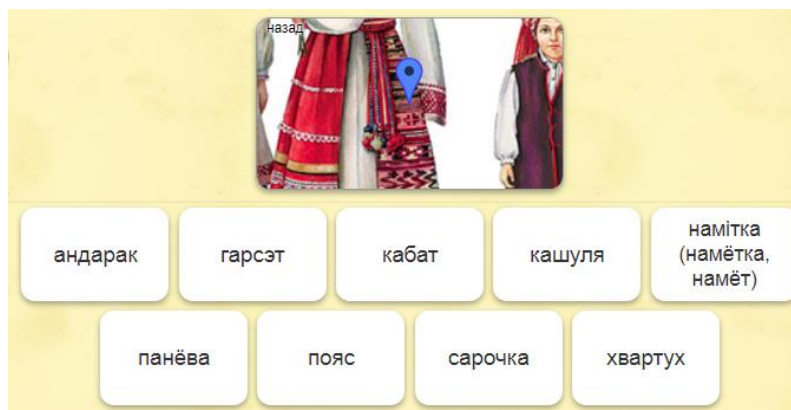 назад
андарак
гарсэт
кабат
кашуля
намітка
(намётка,
намёт)
панёва
пояс
сарочка
хвартух